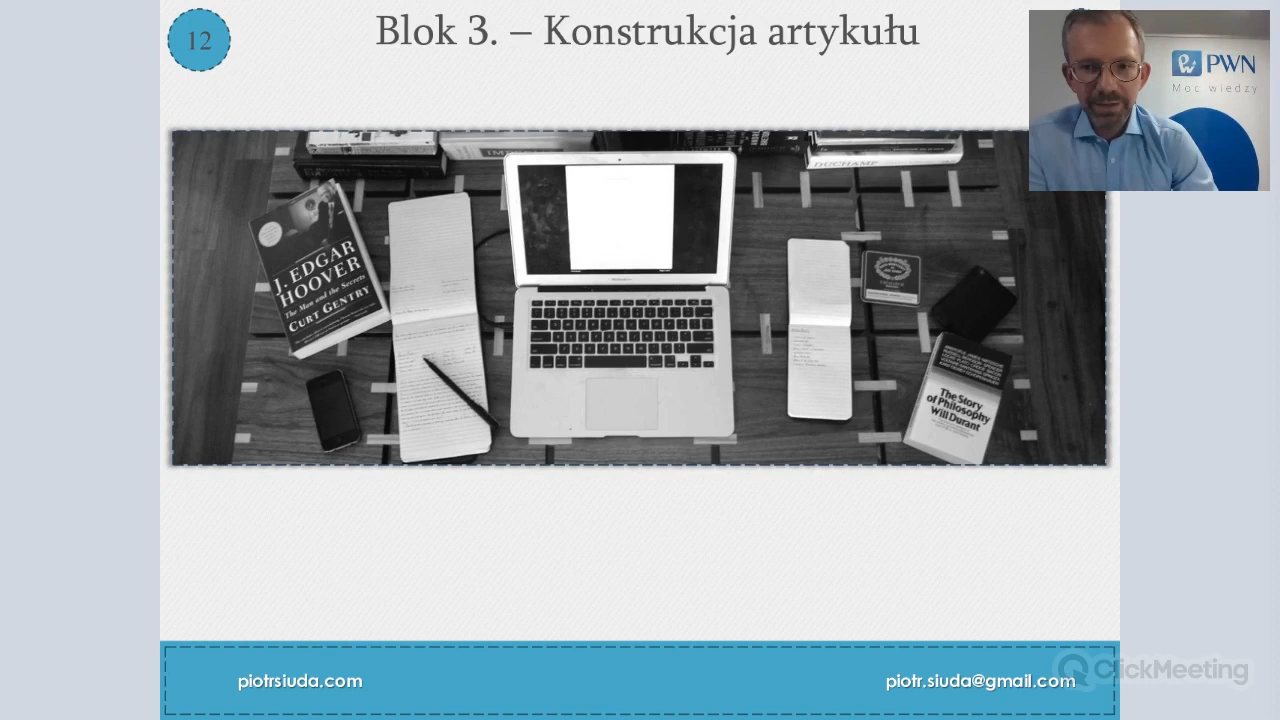 12
Blok 3. – Konstrukcja artykułu
PWN
Moc wiedzy
DUCHAMP
J. EDGAR
HOOVER
The Man and the Secrets
CURT GENTRY
The Story
of Philosophy
Will Durant
piotrsiuda.com
piotr.siuda@gmail.com
ClickMeeting